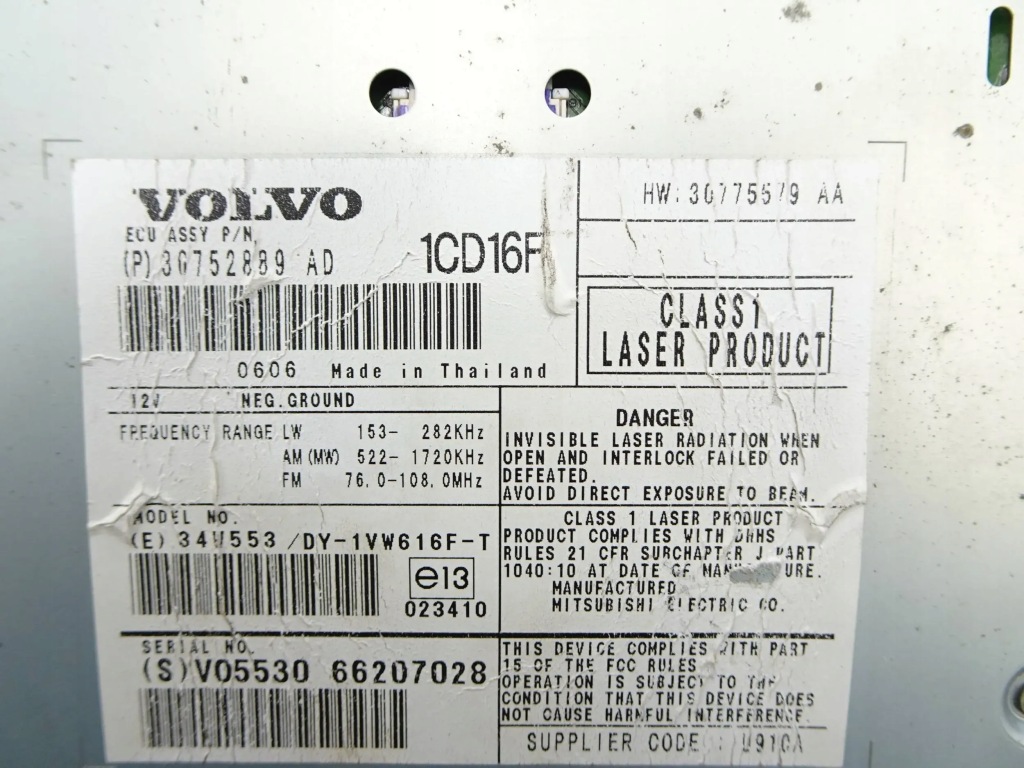 VOLVO
ECU ASSY P/N.
(P) 30752889 AD
1CD16F
HW: 30775579 AA
CLASS1
LASER PRODUCT
0606 Made in Thailand
12V NEG.GROUND
FREQUENCY RANGE LW 153- 282KHz
AM (MW) 522- 1720KHz
FM 76.0-108.0MHz
DANGER
INVISIBLE LASER RADIATION WHEN
OPEN AND INTERLOCK FAILED OR
DEFEATED.
AVOID DIRECT EXPOSURE TO BEAM.
MODEL NO.
(E) 34W553 /DY-1VW616F-T
e13
023410
CLASS 1 LASER PRODUCT
PRODUCT COMPLIES WITH DHHS
RULES 21 CFR SUBCHAPTER J PART
1040:10 AT DATE OF MANUFACTURE.
MANUFACTURED
MITSUBISHI ELECTRIC CO.
SERIAL NO.
(S) V05530 66207028
THIS DEVICE COMPLIES WITH PART
15 OF THE FCC RULES
OPERATION IS SUBJECT TO THE
CONDITION THAT THIS DEVICE DOES
NOT CAUSE HARMFUL INTERFERENCE.
SUPPLIER CODE :